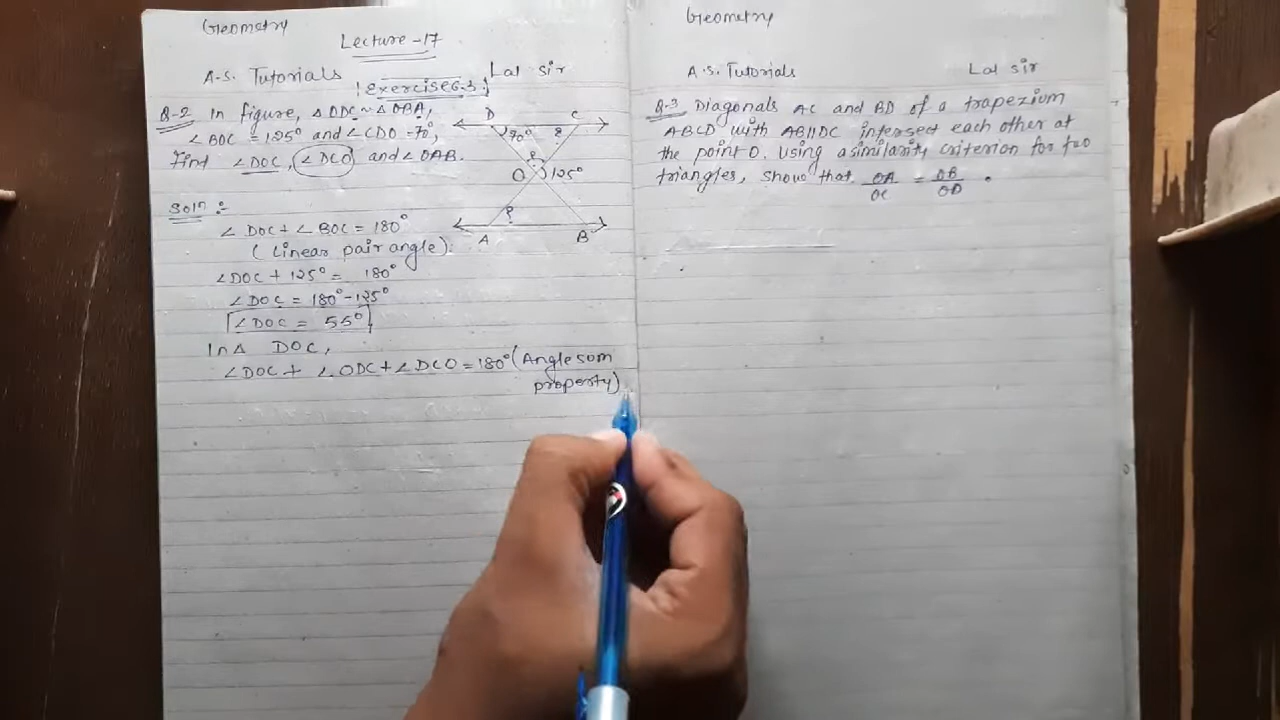 Geometry
Lecture-17
A.S. Tutorials
Lal sir
Exercise 6.3
Q-2 In figure, △ODC ~ △OBA,
∠BOC = 125° and ∠CDO = 70°,
Find ∠DOC, ∠DCO and ∠OAB.
D C
70° ?
?
O 125°
?
A B
Soln :-
∠DOC + ∠BOC = 180°
(Linear pair angle).
∠DOC + 125° = 180°
∠DOC = 180° - 125°
∠DOC = 55°
In △ DOC,
∠DOC + ∠ODC + ∠DCO = 180° (Angle sum
property)
Geometry
A.S. Tutorials Lal sir
Q-3 Diagonals AC and BD of a trapezium
ABCD with AB||DC intersect each other at
the point O. Using a similarity criterion for two
triangles, show that OA/OC = OB/OD.